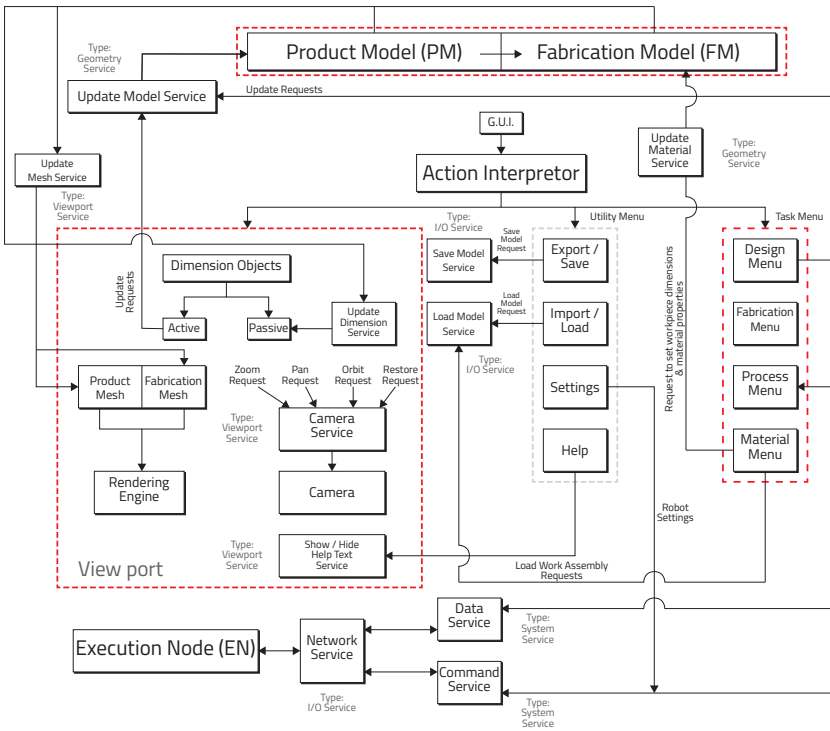 Product Model (PM)
Fabrication Model (FM)
Type:
Geometry
Service
Update Model Service
Update Requests
G.U.I.
Update
Material
Service
Type:
Geometry
Service
Action Interpretor
Update
Mesh Service
Type:
Viewport
Service
Type:
I/O Service
Utility Menu
Task Menu
Save
Model
Request
Save Model
Service
Export /
Save
Design
Menu
Dimension Objects
Update
Requests
Active
Passive
Update
Dimension
Service
Load
Model
Request
Load Model
Service
Import /
Load
Fabrication
Menu
Type:
I/O Service
Request to set workpiece dimensions
& material properties
Zoom
Request
Pan
Request
Orbit
Request
Restore
Request
Product
Mesh
Fabrication
Mesh
Settings
Process
Menu
Type:
Viewport
Service
Camera
Service
Help
Material
Menu
Rendering
Engine
Camera
Robot
Settings
Type:
Viewport
Service
Show / Hide
Help Text
Service
View port
Load Work Assembly
Requests
Data
Service
Type:
System
Service
Execution Node (EN)
Network
Service
Command
Service
Type:
I/O Service
Type:
System
Service